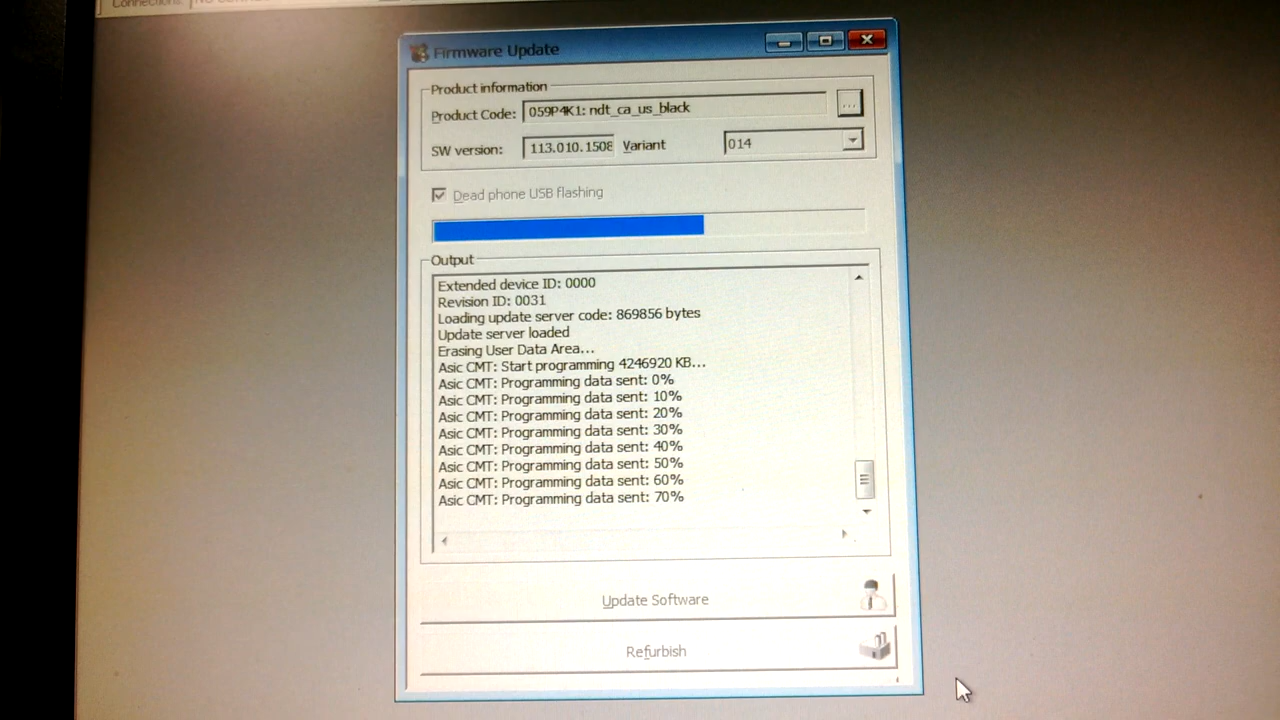 Connections:
Firmware Update
Product information
Product Code: 059P4K1: ndt_ca_us_black ...
SW version: 113.010.1508 Variant 014
Dead phone USB flashing
Output
Extended device ID: 0000
Revision ID: 0031
Loading update server code: 869856 bytes
Update server loaded
Erasing User Data Area...
Asic CMT: Start programming 4246920 KB...
Asic CMT: Programming data sent: 0%
Asic CMT: Programming data sent: 10%
Asic CMT: Programming data sent: 20%
Asic CMT: Programming data sent: 30%
Asic CMT: Programming data sent: 40%
Asic CMT: Programming data sent: 50%
Asic CMT: Programming data sent: 60%
Asic CMT: Programming data sent: 70%
Update Software
Refurbish